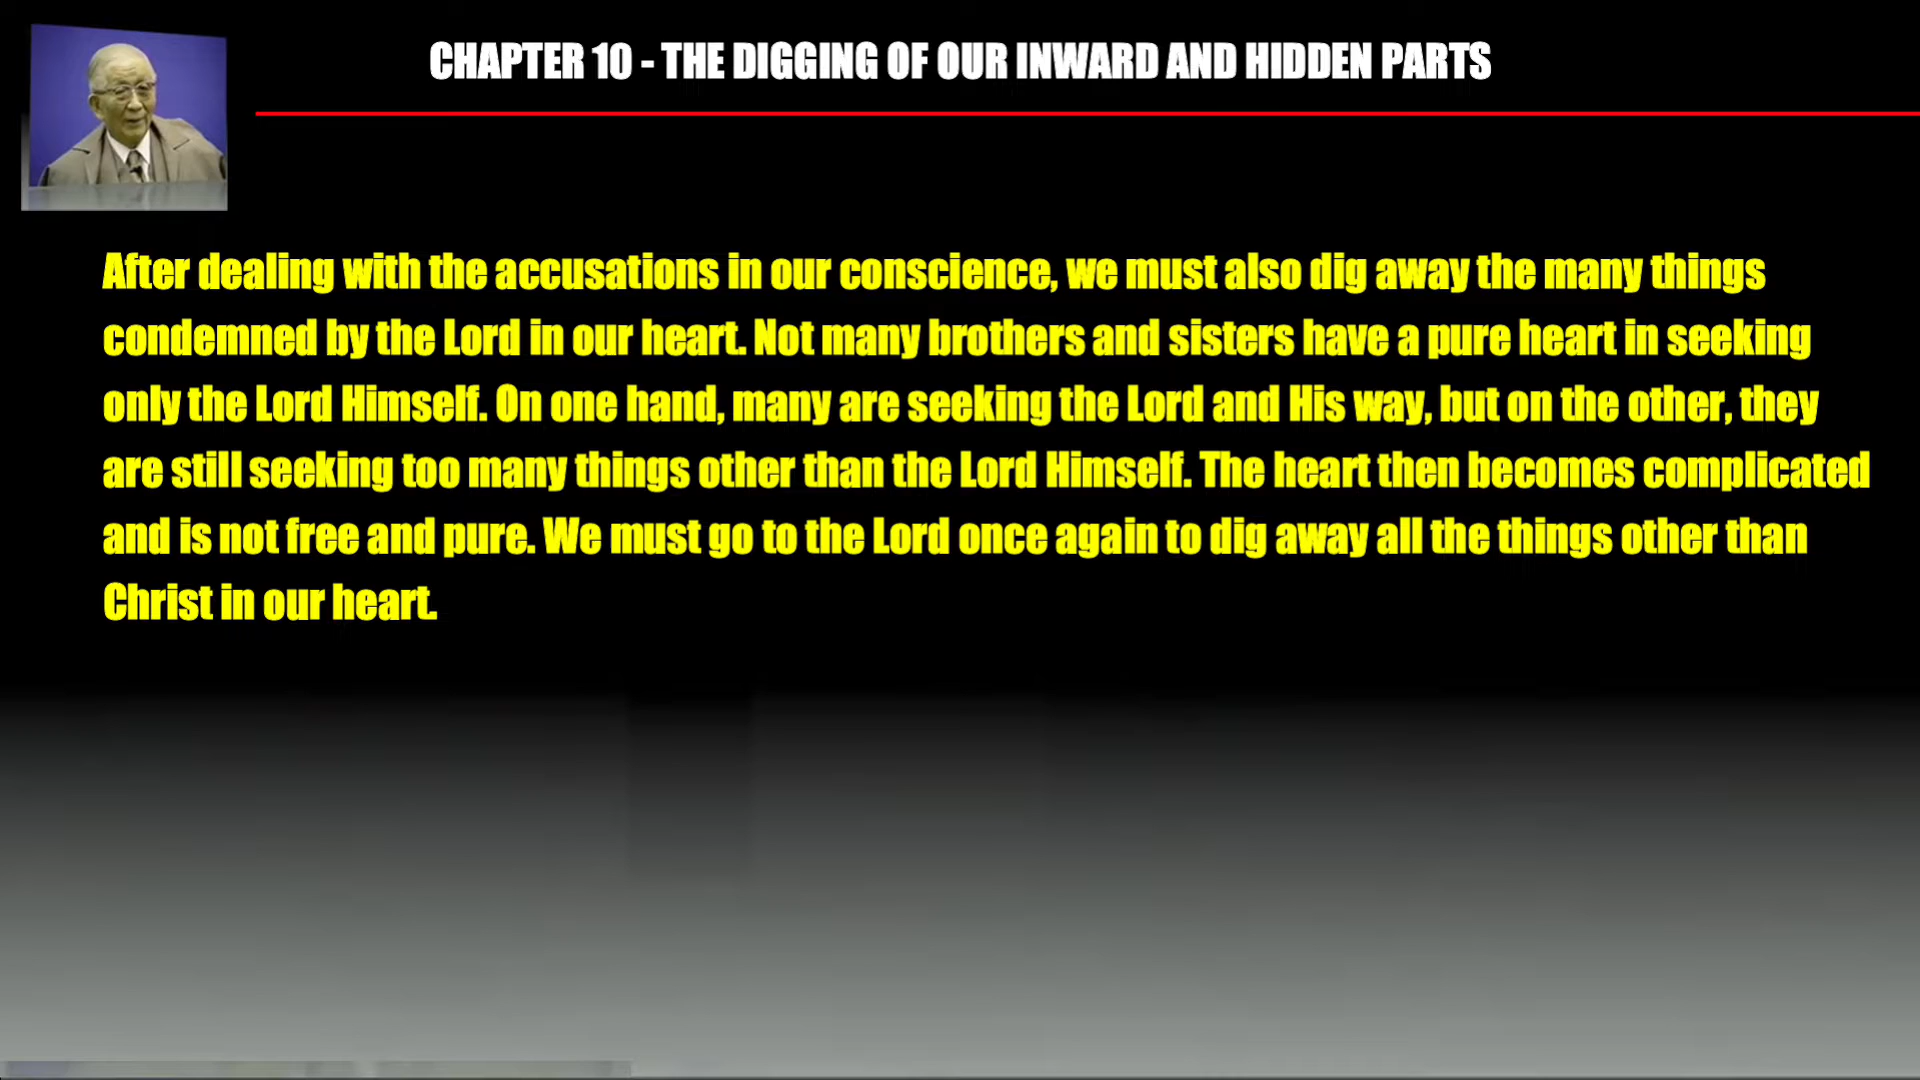 CHAPTER 10 - THE DIGGING OF OUR INWARD AND HIDDEN PARTS
After dealing with the accusations in our conscience, we must also dig away the many things
condemned by the Lord in our heart. Not many brothers and sisters have a pure heart in seeking
only the Lord Himself. On one hand, many are seeking the Lord and His way, but on the other, they
are still seeking too many things other than the Lord Himself. The heart then becomes complicated
and is not free and pure. We must go to the Lord once again to dig away all the things other than
Christ in our heart.